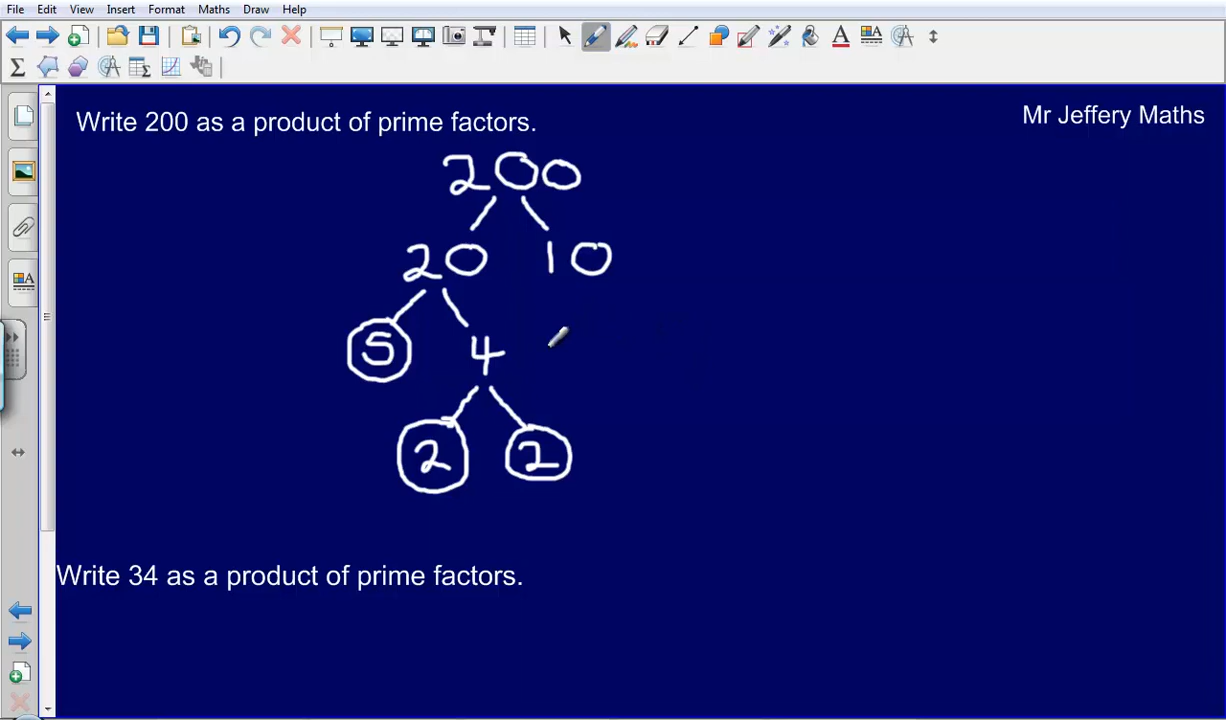 File Edit View Insert Format Maths Draw Help
Write 200 as a product of prime factors.
Mr Jeffery Maths
200
20 10
5 4
2 2
Write 34 as a product of prime factors.